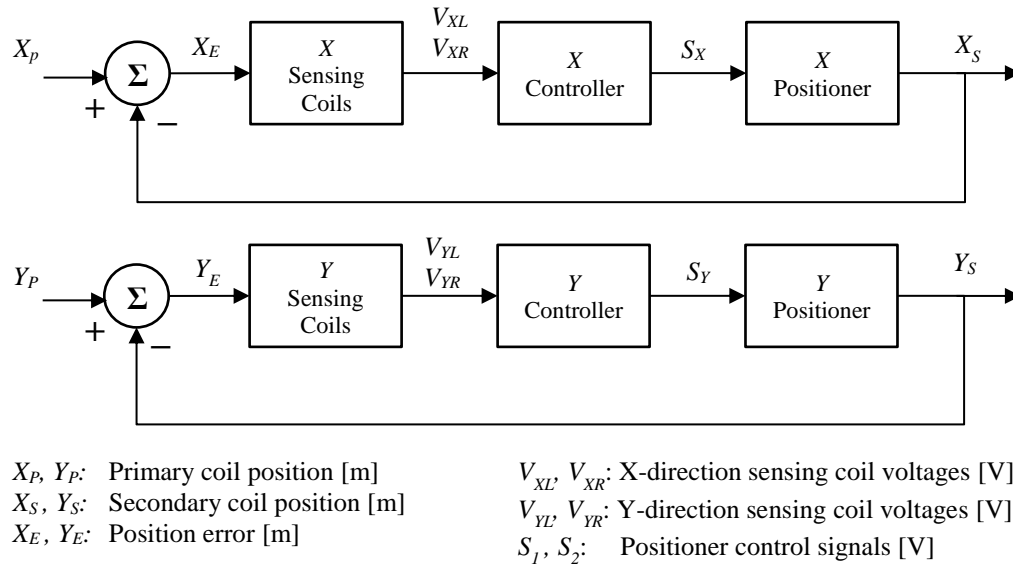 X_p
Σ
+
−
X_E
X
Sensing
Coils
V_XL
V_XR
X
Controller
S_X
X
Positioner
X_S
Y_P
Σ
+
−
Y_E
Y
Sensing
Coils
V_YL
V_YR
Y
Controller
S_Y
Y
Positioner
Y_S
X_P, Y_P: Primary coil position [m]
X_S, Y_S: Secondary coil position [m]
X_E, Y_E: Position error [m]
V_XL, V_XR: X-direction sensing coil voltages [V]
V_YL, V_YR: Y-direction sensing coil voltages [V]
S_1, S_2: Positioner control signals [V]